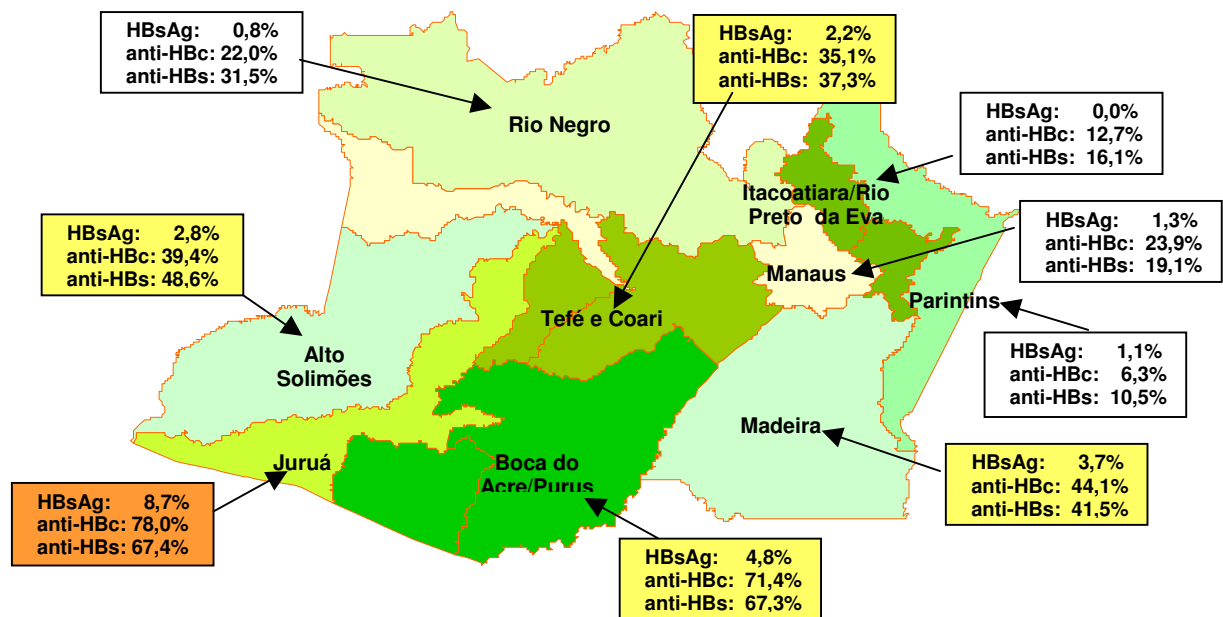 HBsAg: 0,8%
anti-HBc: 22,0%
anti-HBs: 31,5%
HBsAg: 2,2%
anti-HBc: 35,1%
anti-HBs: 37,3%
Rio Negro
HBsAg: 0,0%
anti-HBc: 12,7%
anti-HBs: 16,1%
Itacoatiara/Rio
Preto da Eva
HBsAg: 2,8%
anti-HBc: 39,4%
anti-HBs: 48,6%
HBsAg: 1,3%
anti-HBc: 23,9%
anti-HBs: 19,1%
Manaus
Parintins
Tefé e Coari
Alto
Solimões
HBsAg: 1,1%
anti-HBc: 6,3%
anti-HBs: 10,5%
Madeira
Juruá
Boca do
Acre/Purus
HBsAg: 3,7%
anti-HBc: 44,1%
anti-HBs: 41,5%
HBsAg: 8,7%
anti-HBc: 78,0%
anti-HBs: 67,4%
HBsAg: 4,8%
anti-HBc: 71,4%
anti-HBs: 67,3%